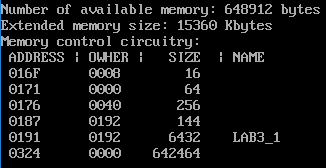 Number of available memory: 648912 bytes
Extended memory size: 15360 Kbytes
Memory control circuitry:
ADDRESS | OWHER | SIZE | NAME
016F 0008 16
0171 0000 64
0176 0040 256
0187 0192 144
0191 0192 6432 LAB3_1
0324 0000 642464